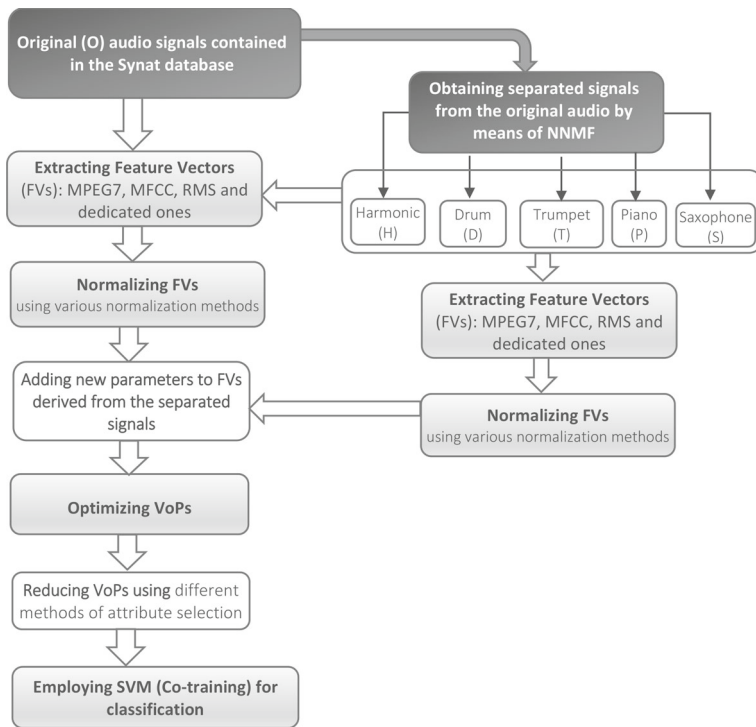 Original (O) audio signals contained
in the Synat database
Obtaining separated signals
from the original audio by
means of NNMF
Extracting Feature Vectors
(FVs): MPEG7, MFCC, RMS and
dedicated ones
Harmonic
(H)
Drum
(D)
Trumpet
(T)
Piano
(P)
Saxophone
(S)
Normalizing FVs
using various normalization methods
Extracting Feature Vectors
(FVs): MPEG7, MFCC, RMS and
dedicated ones
Adding new parameters to FVs
derived from the separated
signals
Normalizing FVs
using various normalization methods
Optimizing VoPs
Reducing VoPs using different
methods of attribute selection
Employing SVM (Co-training) for
classification